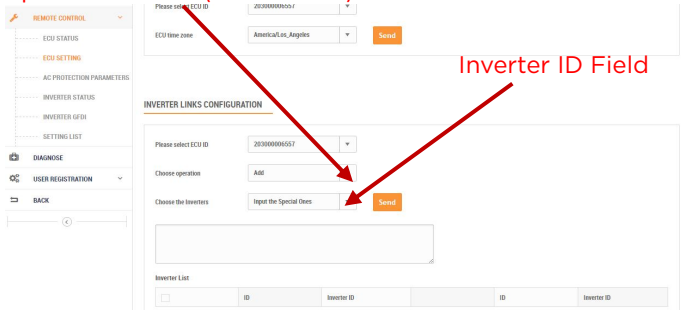 REMOTE CONTROL
ECU STATUS
ECU SETTING
AC PROTECTION PARAMETERS
INVERTER STATUS
INVERTER GFDI
SETTING LIST
DIAGNOSE
USER REGISTRATION
BACK
Please select ECU ID 203000006557
ECU time zone America/Los_Angeles Send
Inverter ID Field
INVERTER LINKS CONFIGURATION
Please select ECU ID 203000006557
Choose operation Add
Choose the Inverters Input the Special Ones Send
Inverter List
ID Inverter ID ID Inverter ID